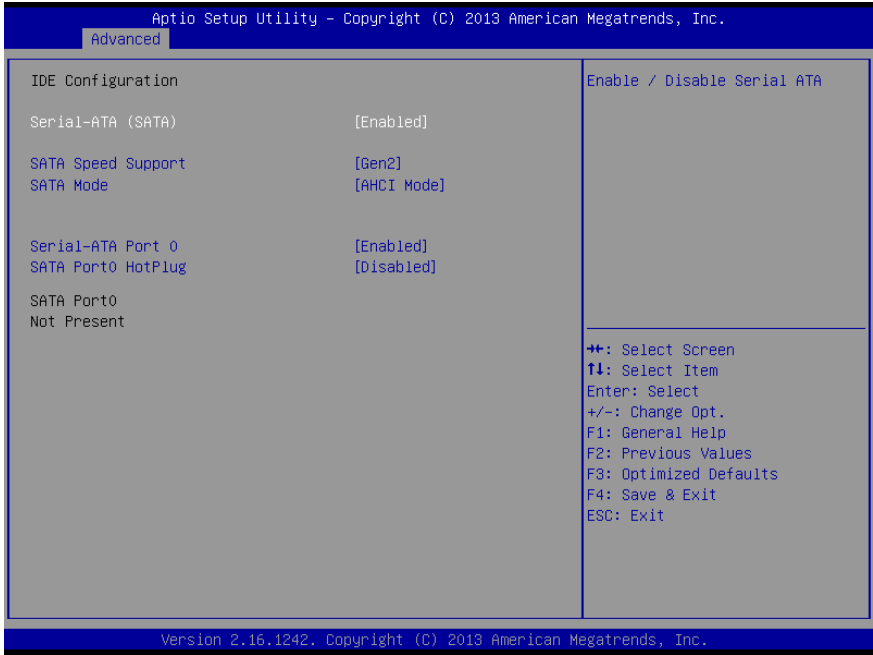 Aptio Setup Utility – Copyright (C) 2013 American Megatrends, Inc.
Advanced
IDE Configuration
Serial-ATA (SATA) [Enabled]
SATA Speed Support [Gen2]
SATA Mode [AHCI Mode]
Serial-ATA Port 0 [Enabled]
SATA Port0 HotPlug [Disabled]
SATA Port0
Not Present
Enable / Disable Serial ATA
→←: Select Screen
↑↓: Select Item
Enter: Select
+/-: Change Opt.
F1: General Help
F2: Previous Values
F3: Optimized Defaults
F4: Save & Exit
ESC: Exit
Version 2.16.1242. Copyright (C) 2013 American Megatrends, Inc.